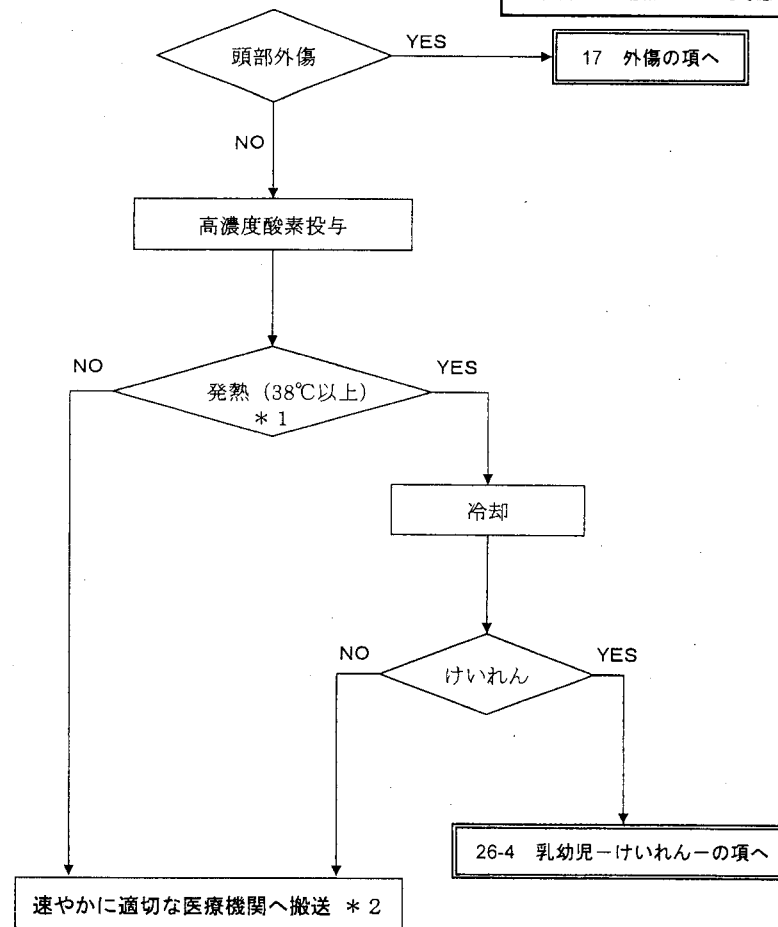 頭部外傷
YES
17 外傷の項へ
NO
高濃度酸素投与
NO
YES
発熱（38℃以上）
＊1
冷却
NO
YES
けいれん
26-4 乳幼児－けいれん－の項へ
速やかに適切な医療機関へ搬送 ＊2